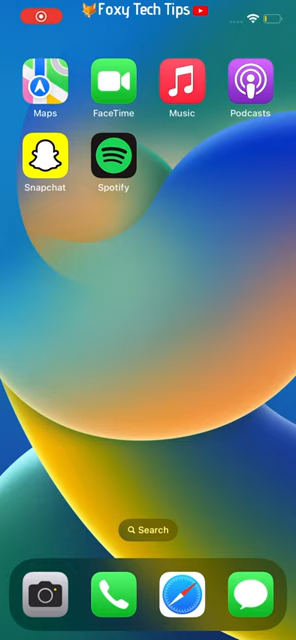 Foxy Tech Tips
Maps
FaceTime
Music
Podcasts
Snapchat
Spotify
Search